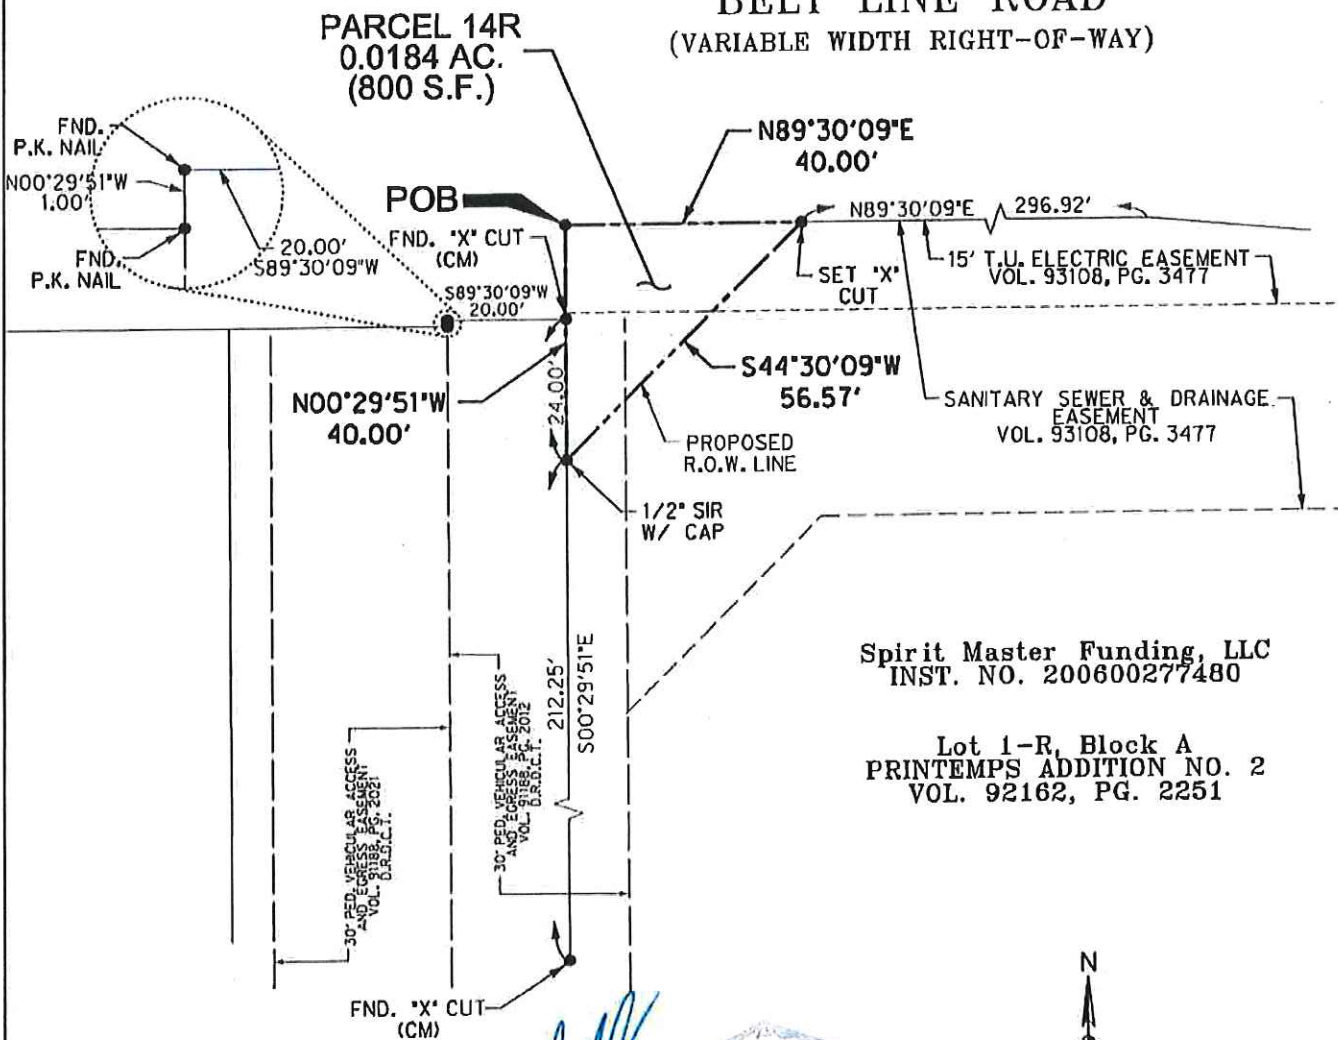 BELT LINE ROAD
(VARIABLE WIDTH RIGHT-OF-WAY)
PARCEL 14R
0.0184 AC.
(800 S.F.)
FND.
P.K. NAIL
N00°29'51"W
1.00'
FND.
P.K. NAIL
20.00'
S89°30'09"W
POB
FND. "X" CUT
(CM)
S89°30'09"W
20.00'
N89°30'09"E
40.00'
N89°30'09"E 296.92'
SET "X"
CUT
15' T.U. ELECTRIC EASEMENT
VOL. 93108, PG. 3477
N00°29'51"W
40.00'
24.00'
S44°30'09"W
56.57'
PROPOSED
R.O.W. LINE
SANITARY SEWER & DRAINAGE
EASEMENT
VOL. 93108, PG. 3477
1/2" SIR
W/ CAP
212.25'
S00°29'51"E
30' PED. VEHICULAR ACCESS
AND EGRESS EASEMENT
VOL. 91188, PG. 2021
D.R.D.C.T.
30' PED. VEHICULAR ACCESS
AND EGRESS EASEMENT
VOL. 91188, PG. 2012
D.R.D.C.T.
Spirit Master Funding, LLC
INST. NO. 200600277480
Lot 1-R, Block A
PRINTEMPS ADDITION NO. 2
VOL. 92162, PG. 2251
FND. "X" CUT
(CM)
N